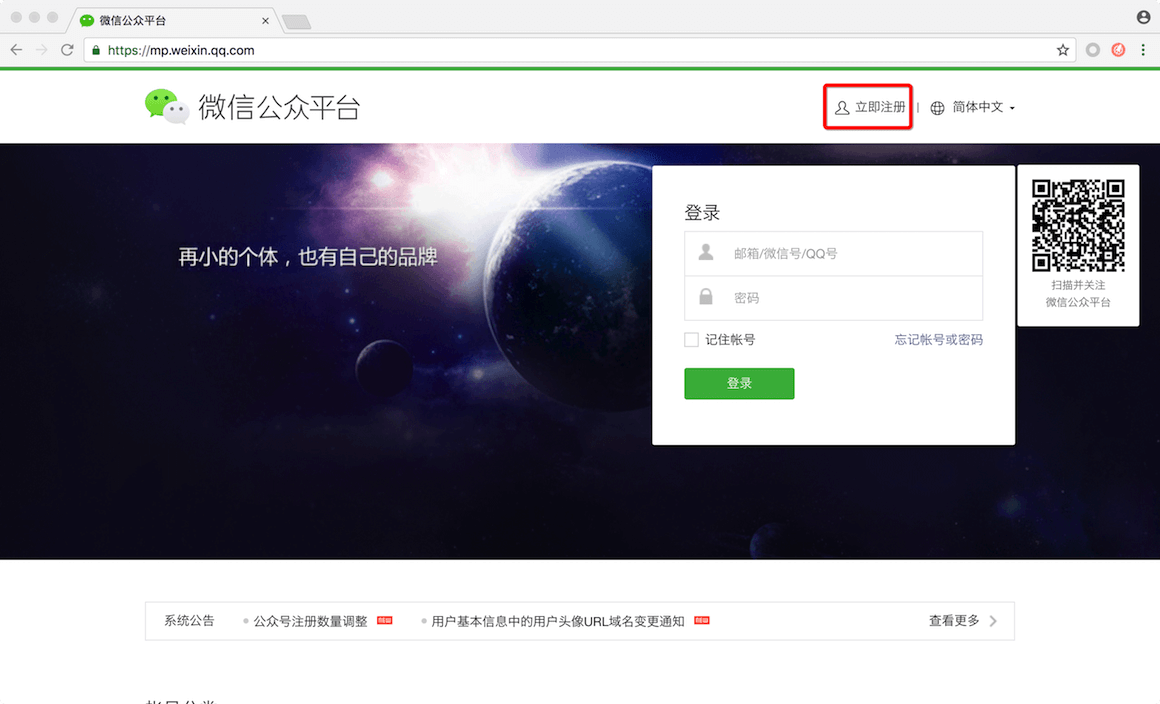 微信公众平台
https://mp.weixin.qq.com
微信公众平台
立即注册 | 简体中文
再小的个体，也有自己的品牌
登录
邮箱/微信号/QQ号
密码
记住帐号 忘记帐号或密码
登录
扫描并关注
微信公众平台
系统公告 公众号注册数量调整 用户基本信息中的用户头像URL域名变更通知 查看更多